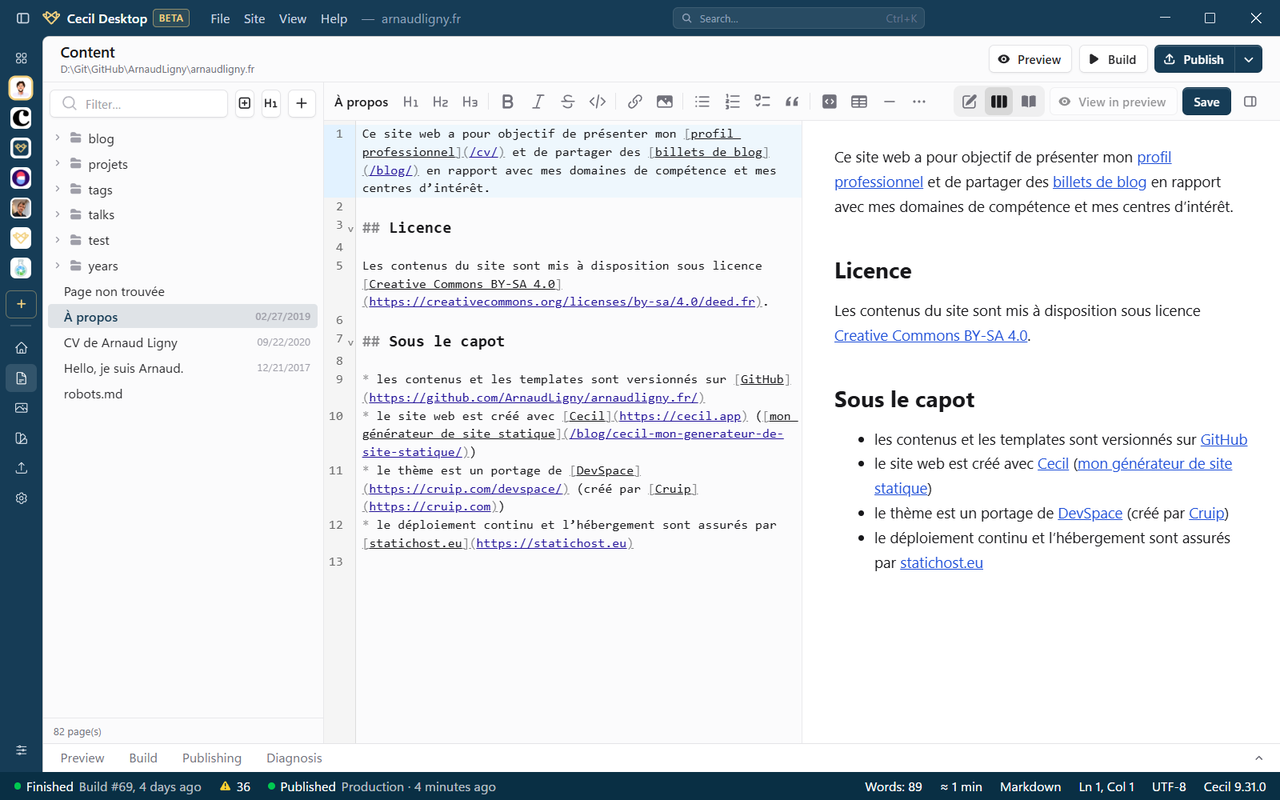 Cecil Desktop BETA File Site View Help — arnaudligny.fr Search... Ctrl+K
Content
D:\Git\GitHub\ArnaudLigny\arnaudligny.fr
Preview Build Publish
Filter... H1
blog
projets
tags
talks
test
years
Page non trouvée
À propos 02/27/2019
CV de Arnaud Ligny 09/22/2020
Hello, je suis Arnaud. 12/21/2017
robots.md
82 page(s)
À propos H1 H2 H3 View in preview Save
1 Ce site web a pour objectif de présenter mon [profil
professionnel](/cv/) et de partager des [billets de blog]
(/blog/) en rapport avec mes domaines de compétence et mes
centres d’intérêt.
2
3 ## Licence
4
5 Les contenus du site sont mis à disposition sous licence
[Creative Commons BY-SA 4.0]
(https://creativecommons.org/licenses/by-sa/4.0/deed.fr).
6
7 ## Sous le capot
8
9 * les contenus et les templates sont versionnés sur [GitHub]
(https://github.com/ArnaudLigny/arnaudligny.fr/)
10 * le site web est créé avec [Cecil](https://cecil.app) ([mon
générateur de site statique](/blog/cecil-mon-generateur-de-
site-statique/))
11 * le thème est un portage de [DevSpace]
(https://cruip.com/devspace/) (créé par [Cruip]
(https://cruip.com))
12 * le déploiement continu et l’hébergement sont assurés par
[statichost.eu](https://statichost.eu)
13
Ce site web a pour objectif de présenter mon profil
professionnel et de partager des billets de blog en rapport
avec mes domaines de compétence et mes centres d’intérêt.
Licence
Les contenus du site sont mis à disposition sous licence
Creative Commons BY-SA 4.0.
Sous le capot
• les contenus et les templates sont versionnés sur GitHub
• le site web est créé avec Cecil (mon générateur de site
statique)
• le thème est un portage de DevSpace (créé par Cruip)
• le déploiement continu et l’hébergement sont assurés
par statichost.eu
Preview Build Publishing Diagnosis
Finished Build #69, 4 days ago 36 Published Production · 4 minutes ago Words: 89 ≈ 1 min Markdown Ln 1, Col 1 UTF-8 Cecil 9.31.0